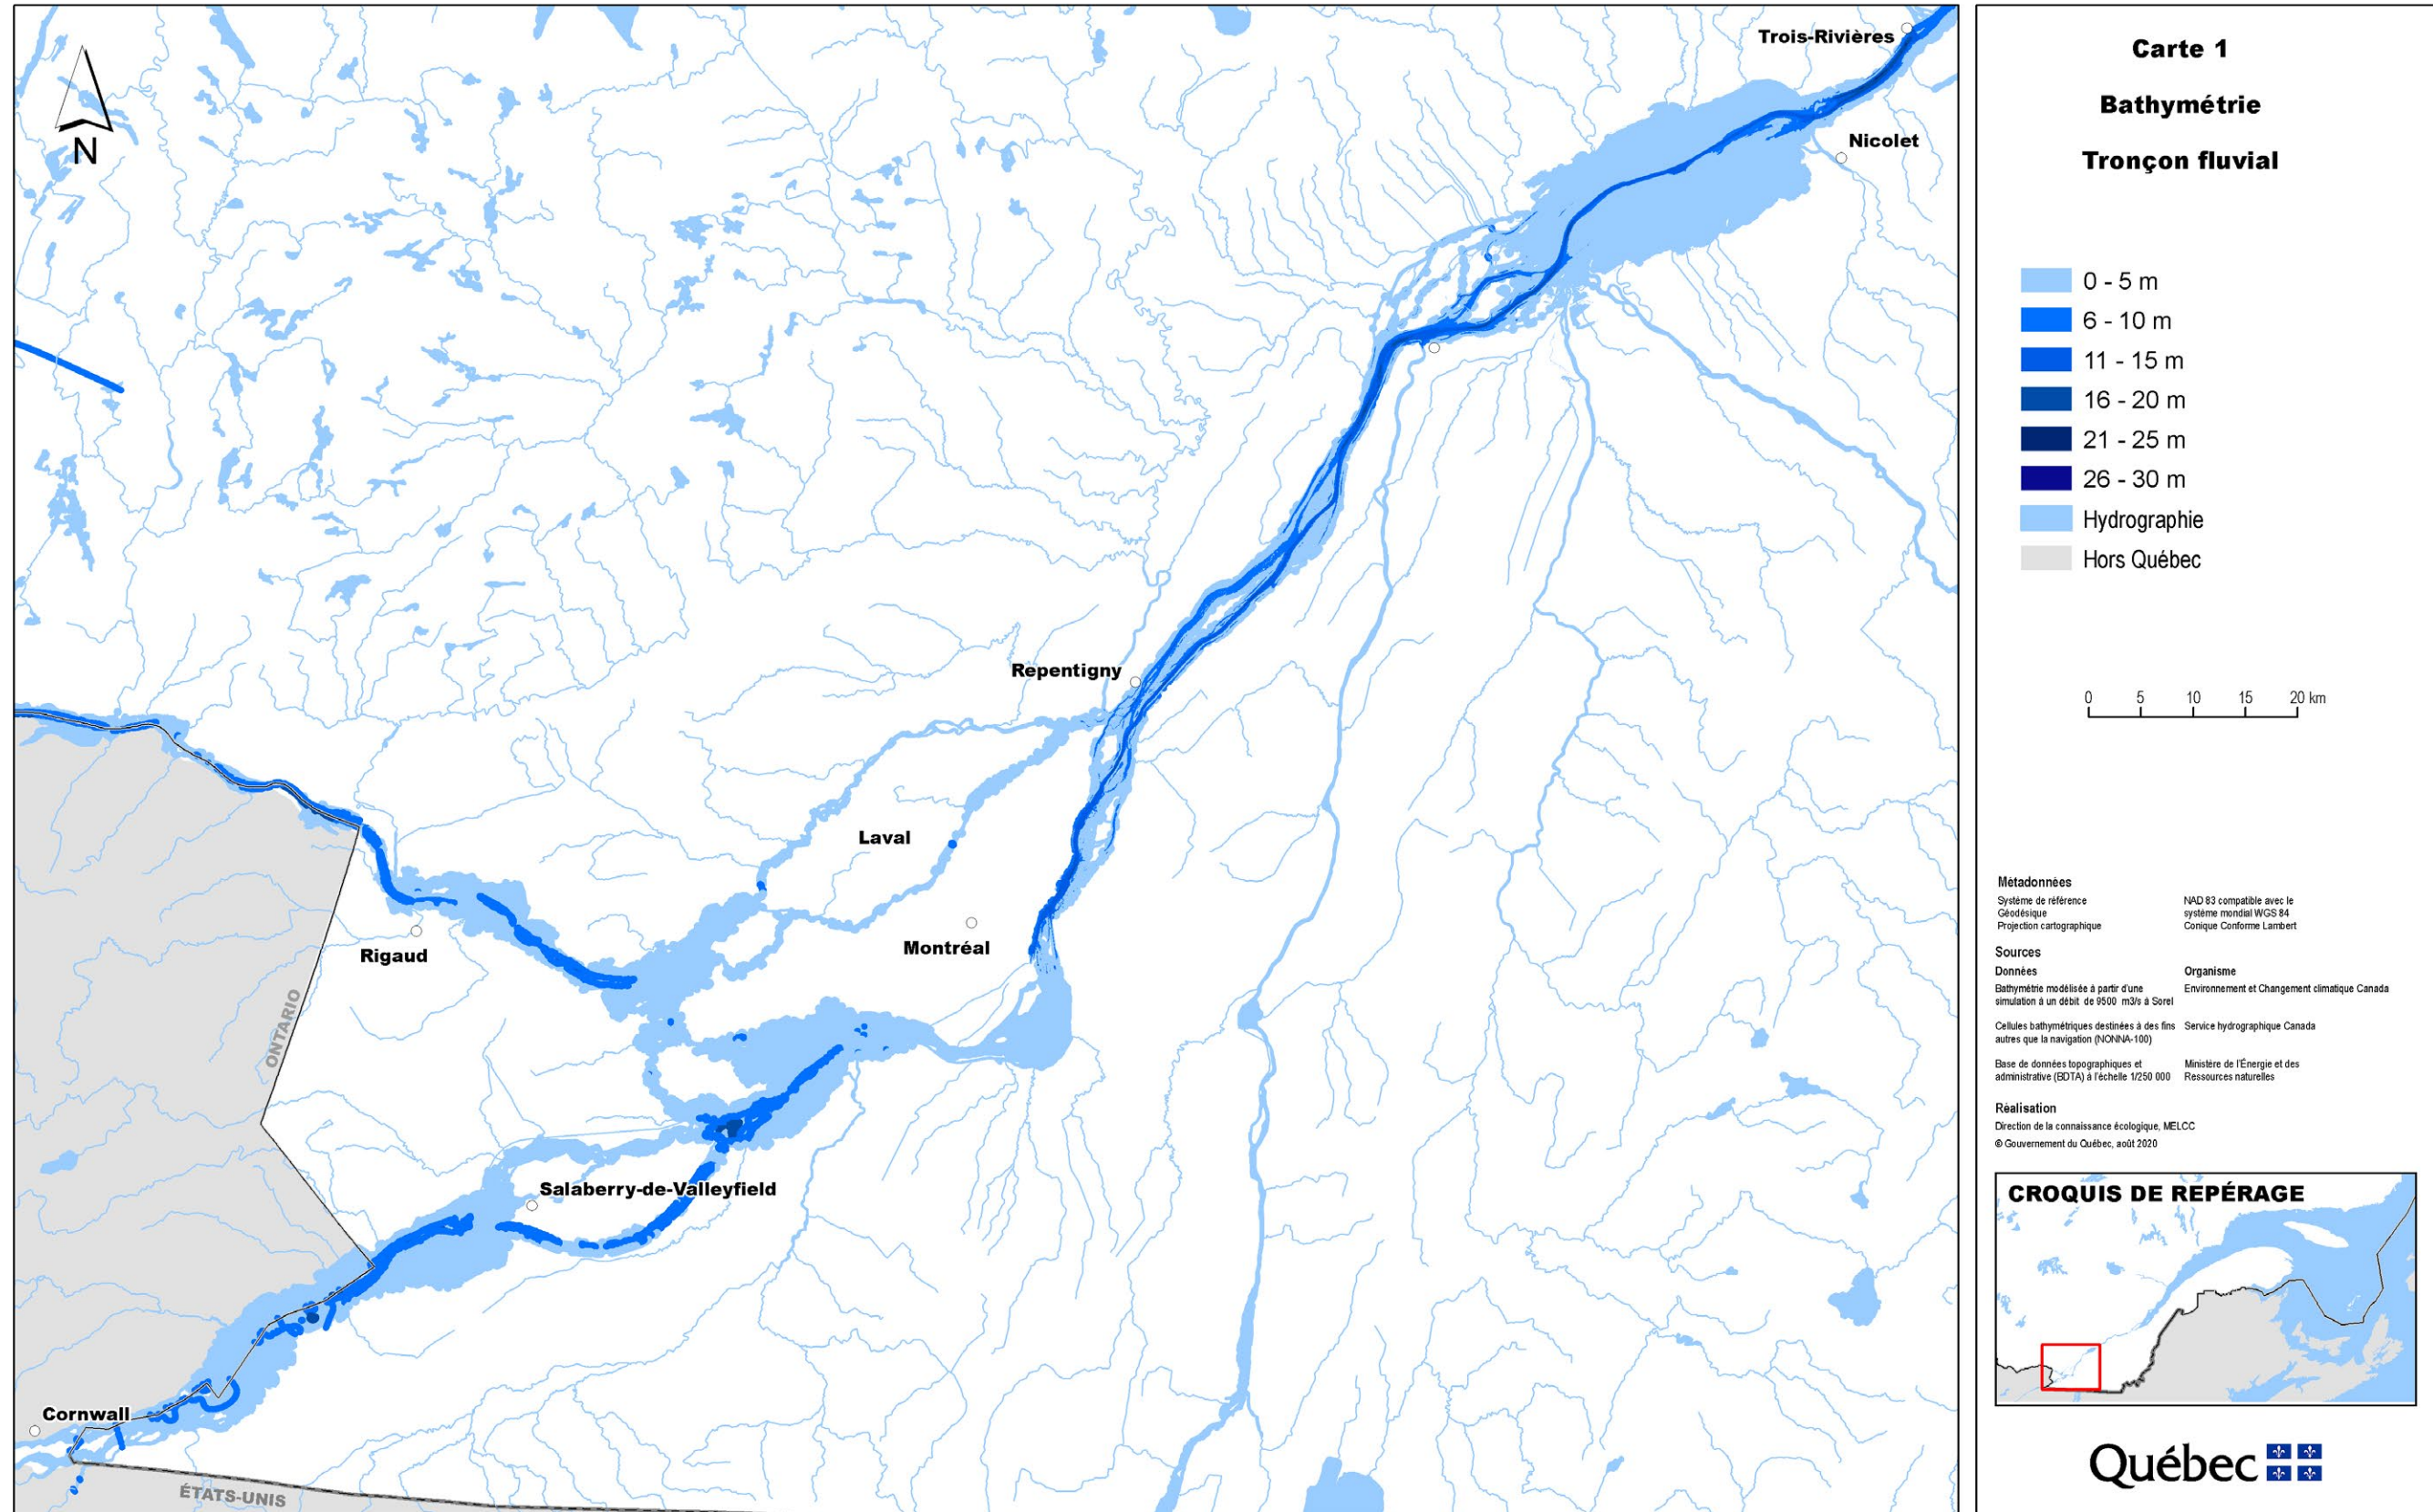 Trois-Rivières
Nicolet
N
Repentigny
Laval
Montréal
Rigaud
ONTARIO
Salaberry-de-Valleyfield
Cornwall
ÉTATS-UNIS
Carte 1
Bathymétrie
Tronçon fluvial
0 - 5 m
6 - 10 m
11 - 15 m
16 - 20 m
21 - 25 m
26 - 30 m
Hydrographie
Hors Québec
0 5 10 15 20 km
Métadonnées
Système de référence NAD 83 compatible avec le
Géodésique système mondial WGS 84
Projection cartographique Conique Conforme Lambert
Sources
Données Organisme
Bathymétrie modélisée à partir d'une Environnement et Changement climatique Canada
simulation à un débit de 9500 m3/s à Sorel
Cellules bathymétriques destinées à des fins Service hydrographique Canada
autres que la navigation (NONNA-100)
Base de données topographiques et Ministère de l'Énergie et des
administrative (BDTA) à l'échelle 1/250 000 Ressources naturelles
Réalisation
Direction de la connaissance écologique, MELCC
© Gouvernement du Québec, août 2020
CROQUIS DE REPÉRAGE
Québec